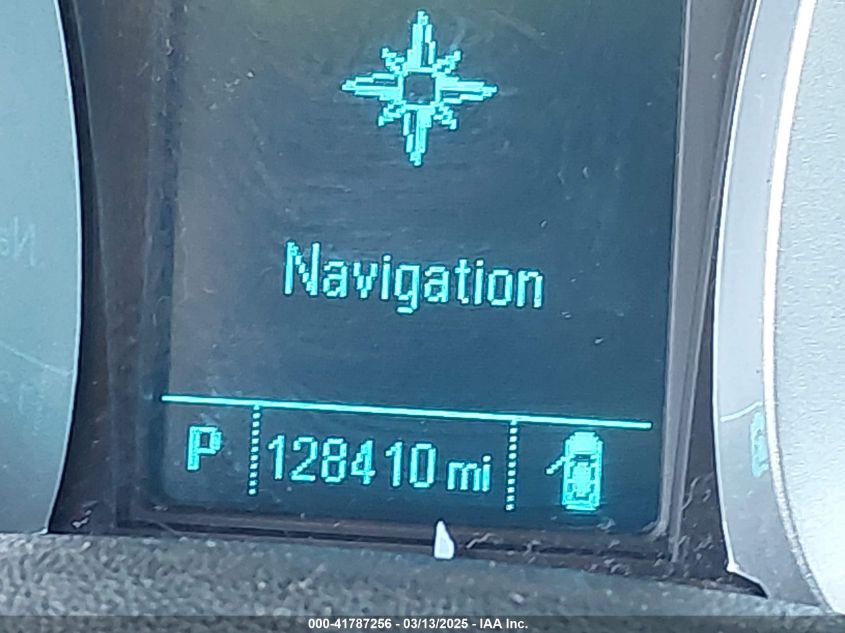 Navigation
P 128410 mi
000-41787256 - 03/13/2025 - IAA Inc.